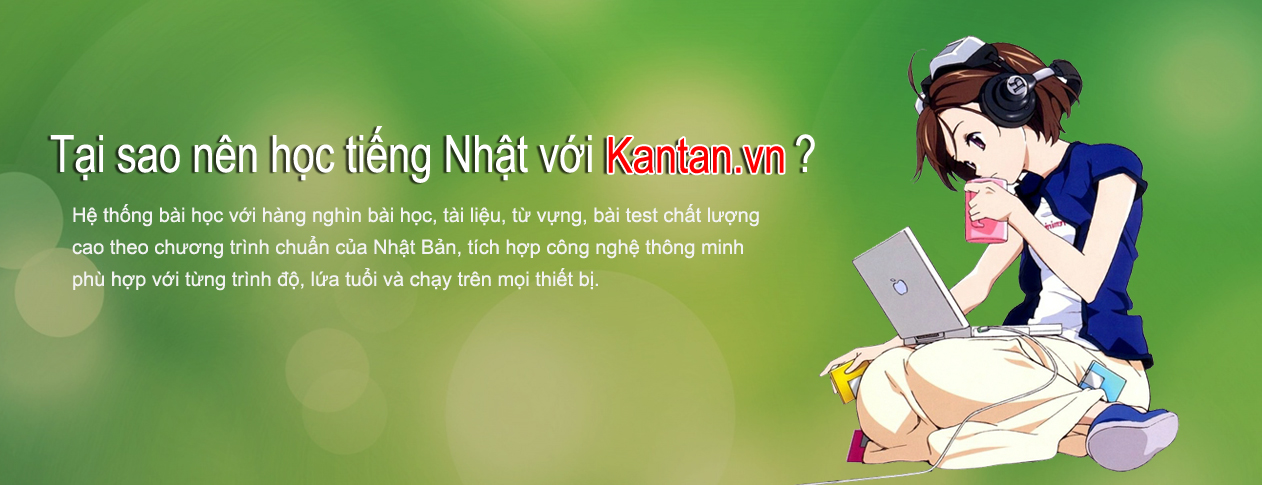 Tại sao nên học tiếng Nhật với Kantan.vn ?
Hệ thống bài học với hàng nghìn bài học, tài liệu, từ vựng, bài test chất lượng
cao theo chương trình chuẩn của Nhật Bản, tích hợp công nghệ thông minh
phù hợp với từng trình độ, lứa tuổi và chạy trên mọi thiết bị.